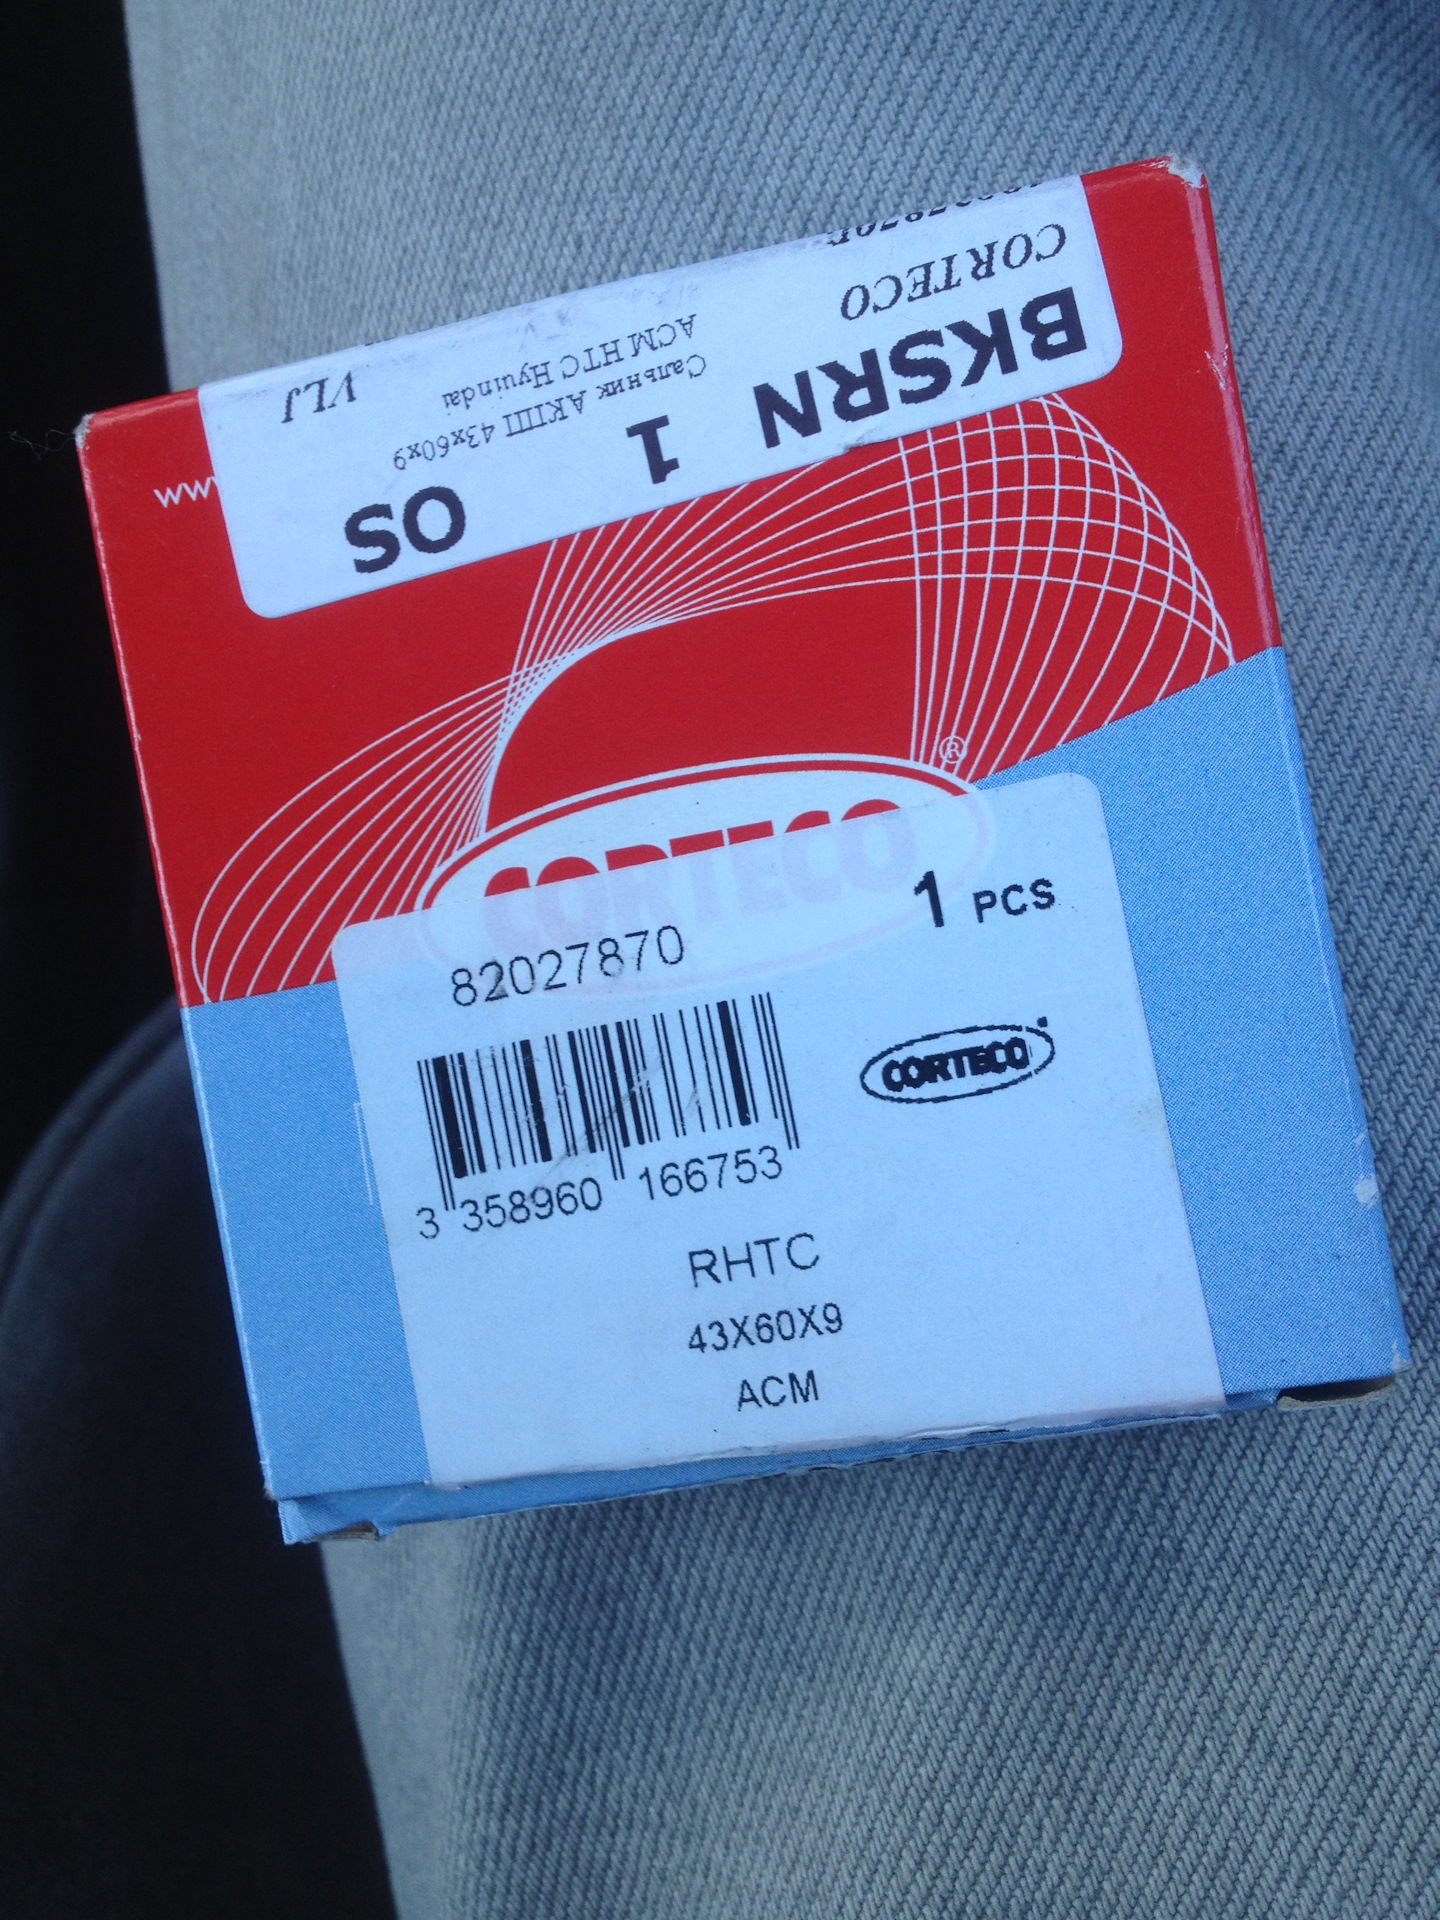 CORTECO
BKSRN 1 OS
Сальник АКПП 43x60x9
ACM HTC Hyuindai
VLJ
www
CORTECO®
82027870
1 PCS
CORTECO
3 358960 166753
RHTC
43X60X9
ACM